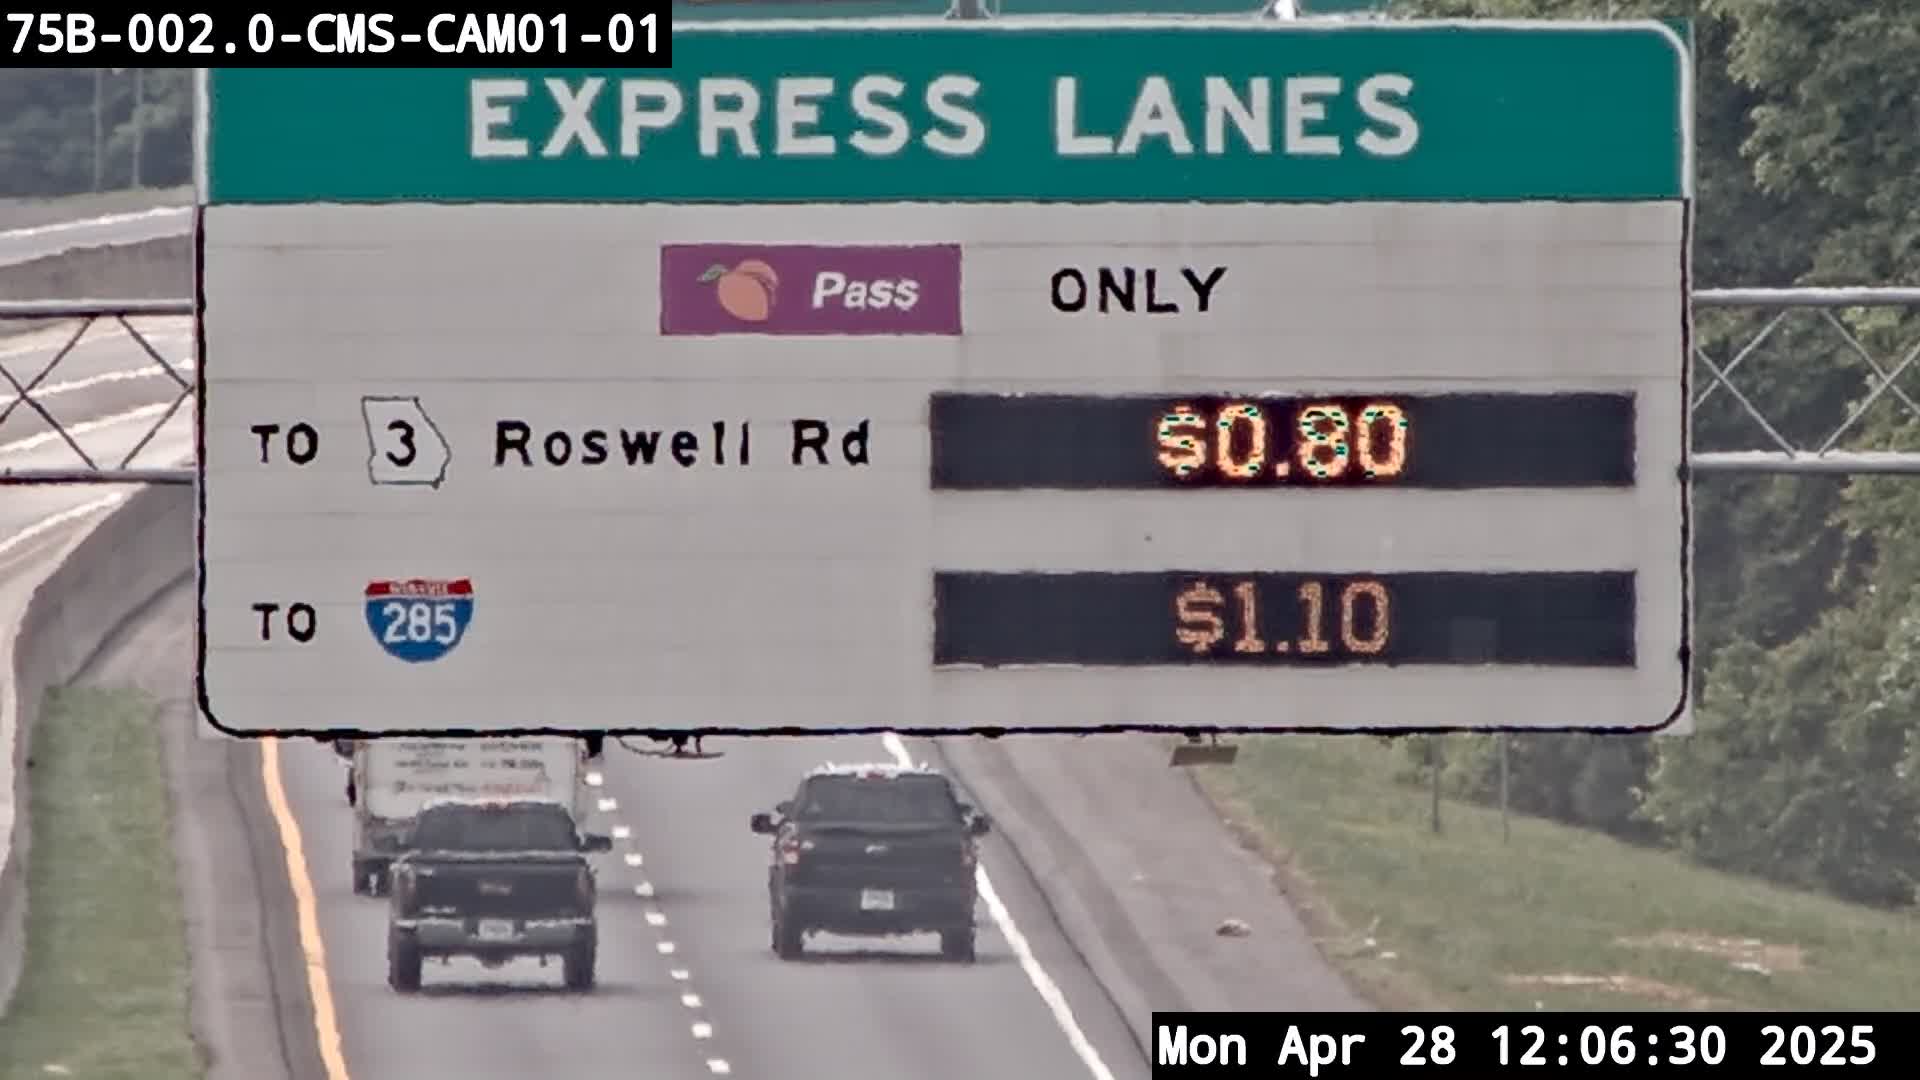 75B-002.0-CMS-CAM01-01
EXPRESS LANES
Pass ONLY
TO 3 Roswell Rd $0.80
INTERSTATE
TO 285 $1.10
Mon Apr 28 12:06:30 2025